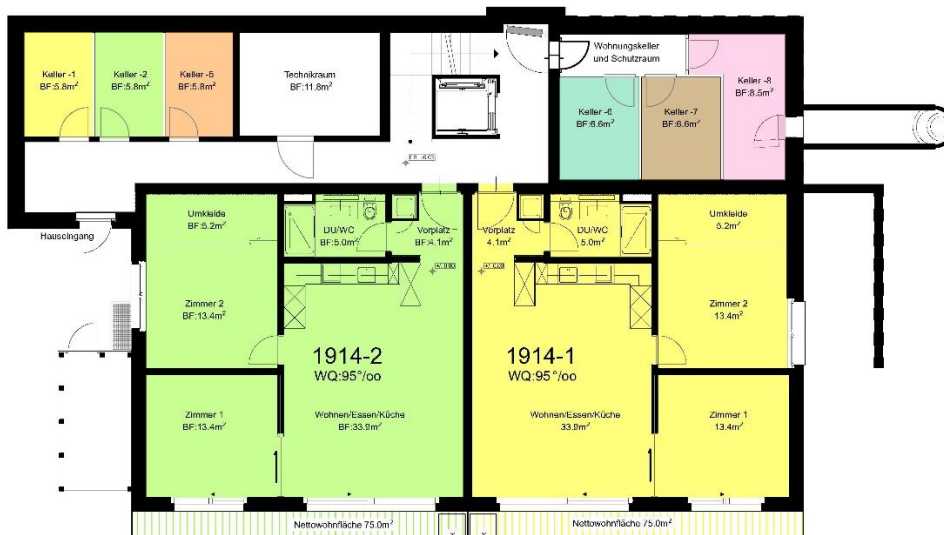 Keller -1
BF:5.8m²
Keller -2
BF:5.8m²
Keller -5
BF:5.8m²
Technikraum
BF:11.8m²
Wohnungskeller
und Schutzraum
Keller -6
BF:6.6m²
Keller -7
BF:6.6m²
Keller -8
BF:8.5m²
Hauseingang
Umkleide
BF:5.2m²
DU/WC
BF:5.0m²
Vorplatz
BF:4.1m²
Vorplatz
4.1m²
DU/WC
5.0m²
Umkleide
5.2m²
Zimmer 2
BF:13.4m²
1914-2
WQ:95°/oo
1914-1
WQ:95°/oo
Zimmer 2
13.4m²
Zimmer 1
BF:13.4m²
Wohnen/Essen/Küche
BF:33.9m²
Wohnen/Essen/Küche
33.9m²
Zimmer 1
13.4m²
Nettowohnfläche 75.0m²
Nettowohnfläche 75.0m²